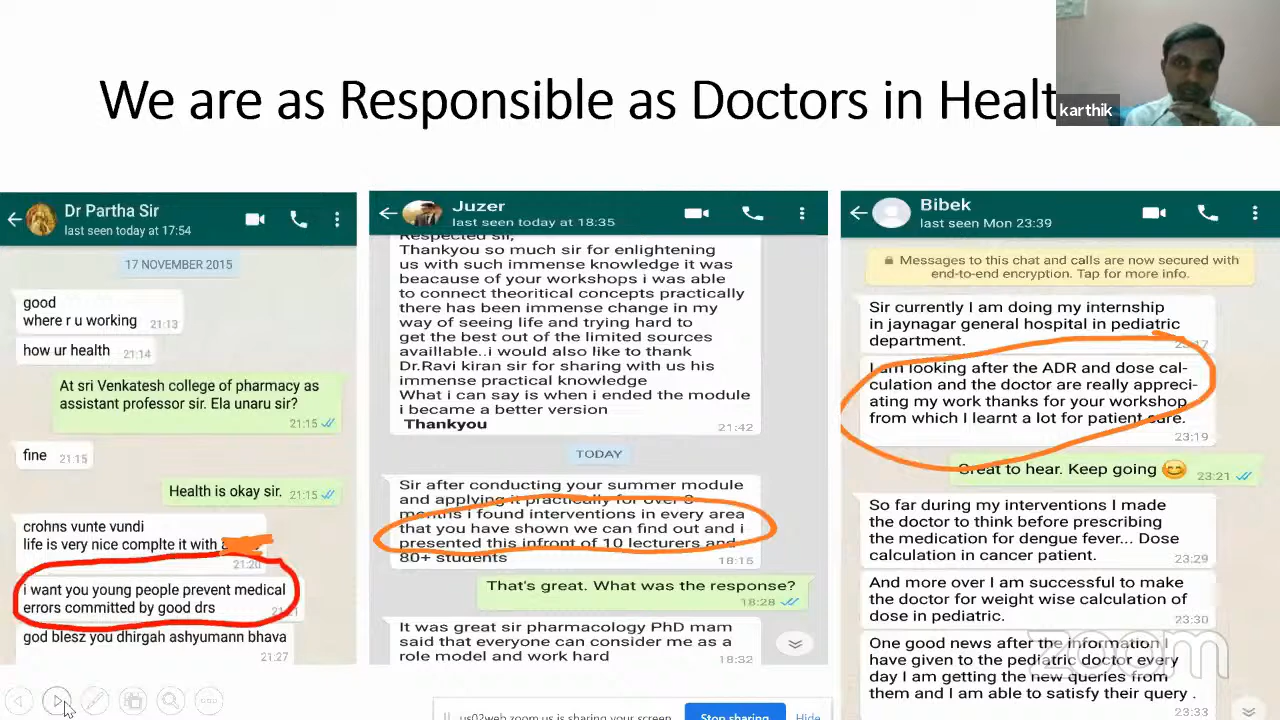 We are as Responsible as Doctors in Healt
karthik
Dr Partha Sir
last seen today at 17:54
17 NOVEMBER 2015
good
where r u working 21:13
how ur health 21:14
At sri Venkatesh college of pharmacy as
assistant professor sir. Ela unaru sir?
21:15
fine 21:15
Health is okay sir. 21:15
crohns vunte vundi
life is very nice complte it with
21:20
i want you young people prevent medical
errors committed by good drs
god blesz you dhirgah ashyumann bhava
21:27
Juzer
last seen today at 18:35
Respected sir,
Thankyou so much sir for enlightening
us with such immense knowledge it was
beacause of your workshops i was able
to connect theoritical concepts practically
there has been immense change in my
way of seeing life and trying hard to
get the best out of the limited sources
availlable..i would also like to thank
Dr.Ravi kiran sir for sharing with us his
immense practical knowledge
What i can say is when i ended the module
i became a better version
Thankyou 21:42
TODAY
Sir after conducting your summer module
and applying it practically for over
months i found interventions in every area
that you have shown we can find out and i
presented this infront of 10 lecturers and
80+ students 18:15
That's great. What was the response?
18:28
It was great sir pharmacology PhD mam
said that everyone can consider me as a
role model and work hard 18:32
Bibek
last seen Mon 23:39
Messages to this chat and calls are now secured with
end-to-end encryption. Tap for more info.
Sir currently I am doing my internship
in jaynagar general hospital in pediatric
department. 23:17
I am looking after the ADR and dose cal-
culation and the doctor are really appreci-
ating my work thanks for your workshop
from which I learnt a lot for patient care.
23:19
Great to hear. Keep going 😊 23:21
So far during my interventions I made
the doctor to think before prescribing
the medication for dengue fever... Dose
calculation in cancer patient. 23:29
And more over I am successful to make
the doctor for weight wise calculation of
dose in pediatric. 23:30
One good news after the information I
have given to the pediatric doctor every
day I am getting the new queries from
them and I am able to satisfy their query .
23:33
zoom
us02web.zoom.us is sharing your screen.
Stop sharing
Hide